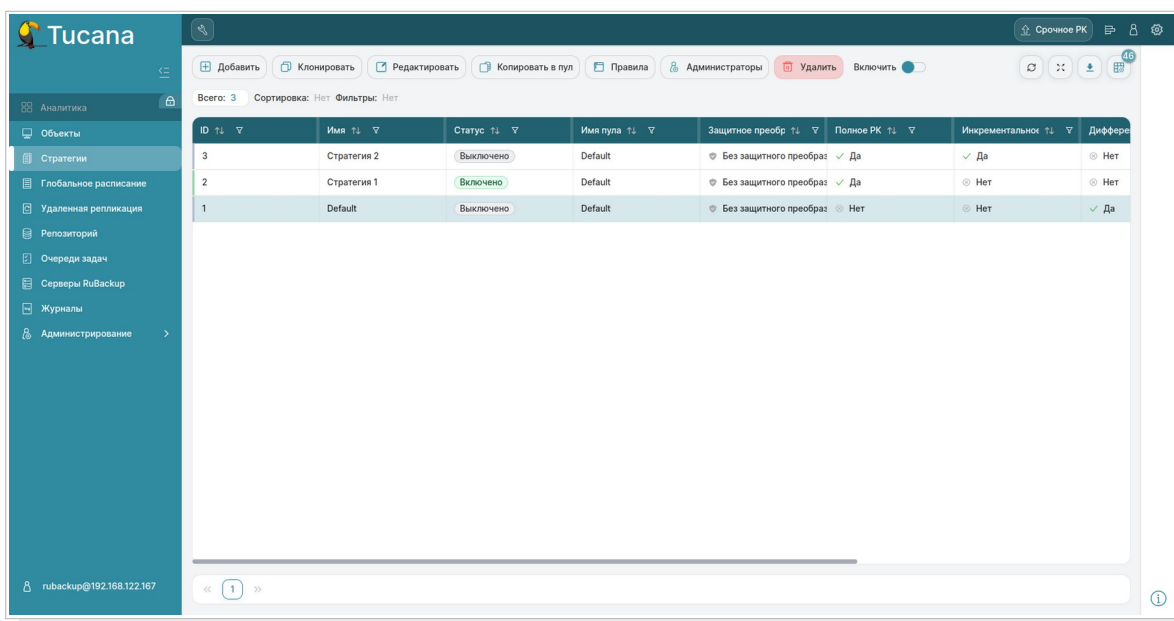 Tucana
Срочное РК
Добавить Клонировать Редактировать Копировать в пул Правила Администраторы Удалить Включить 46
Всего: 3 Сортировка: Нет Фильтры: Нет
Аналитика
Объекты
Стратегии
Глобальное расписание
Удаленная репликация
Репозиторий
Очереди задач
Серверы RuBackup
Журналы
Администрирование
ID Имя Статус Имя пула Защитное преобр Полное РК Инкрементальное Диффере
3 Стратегия 2 Выключено Default Без защитного преобраз Да Да Нет
2 Стратегия 1 Включено Default Без защитного преобраз Да Нет Нет
1 Default Выключено Default Без защитного преобраз Нет Нет Да
rubackup@192.168.122.167
« 1 »